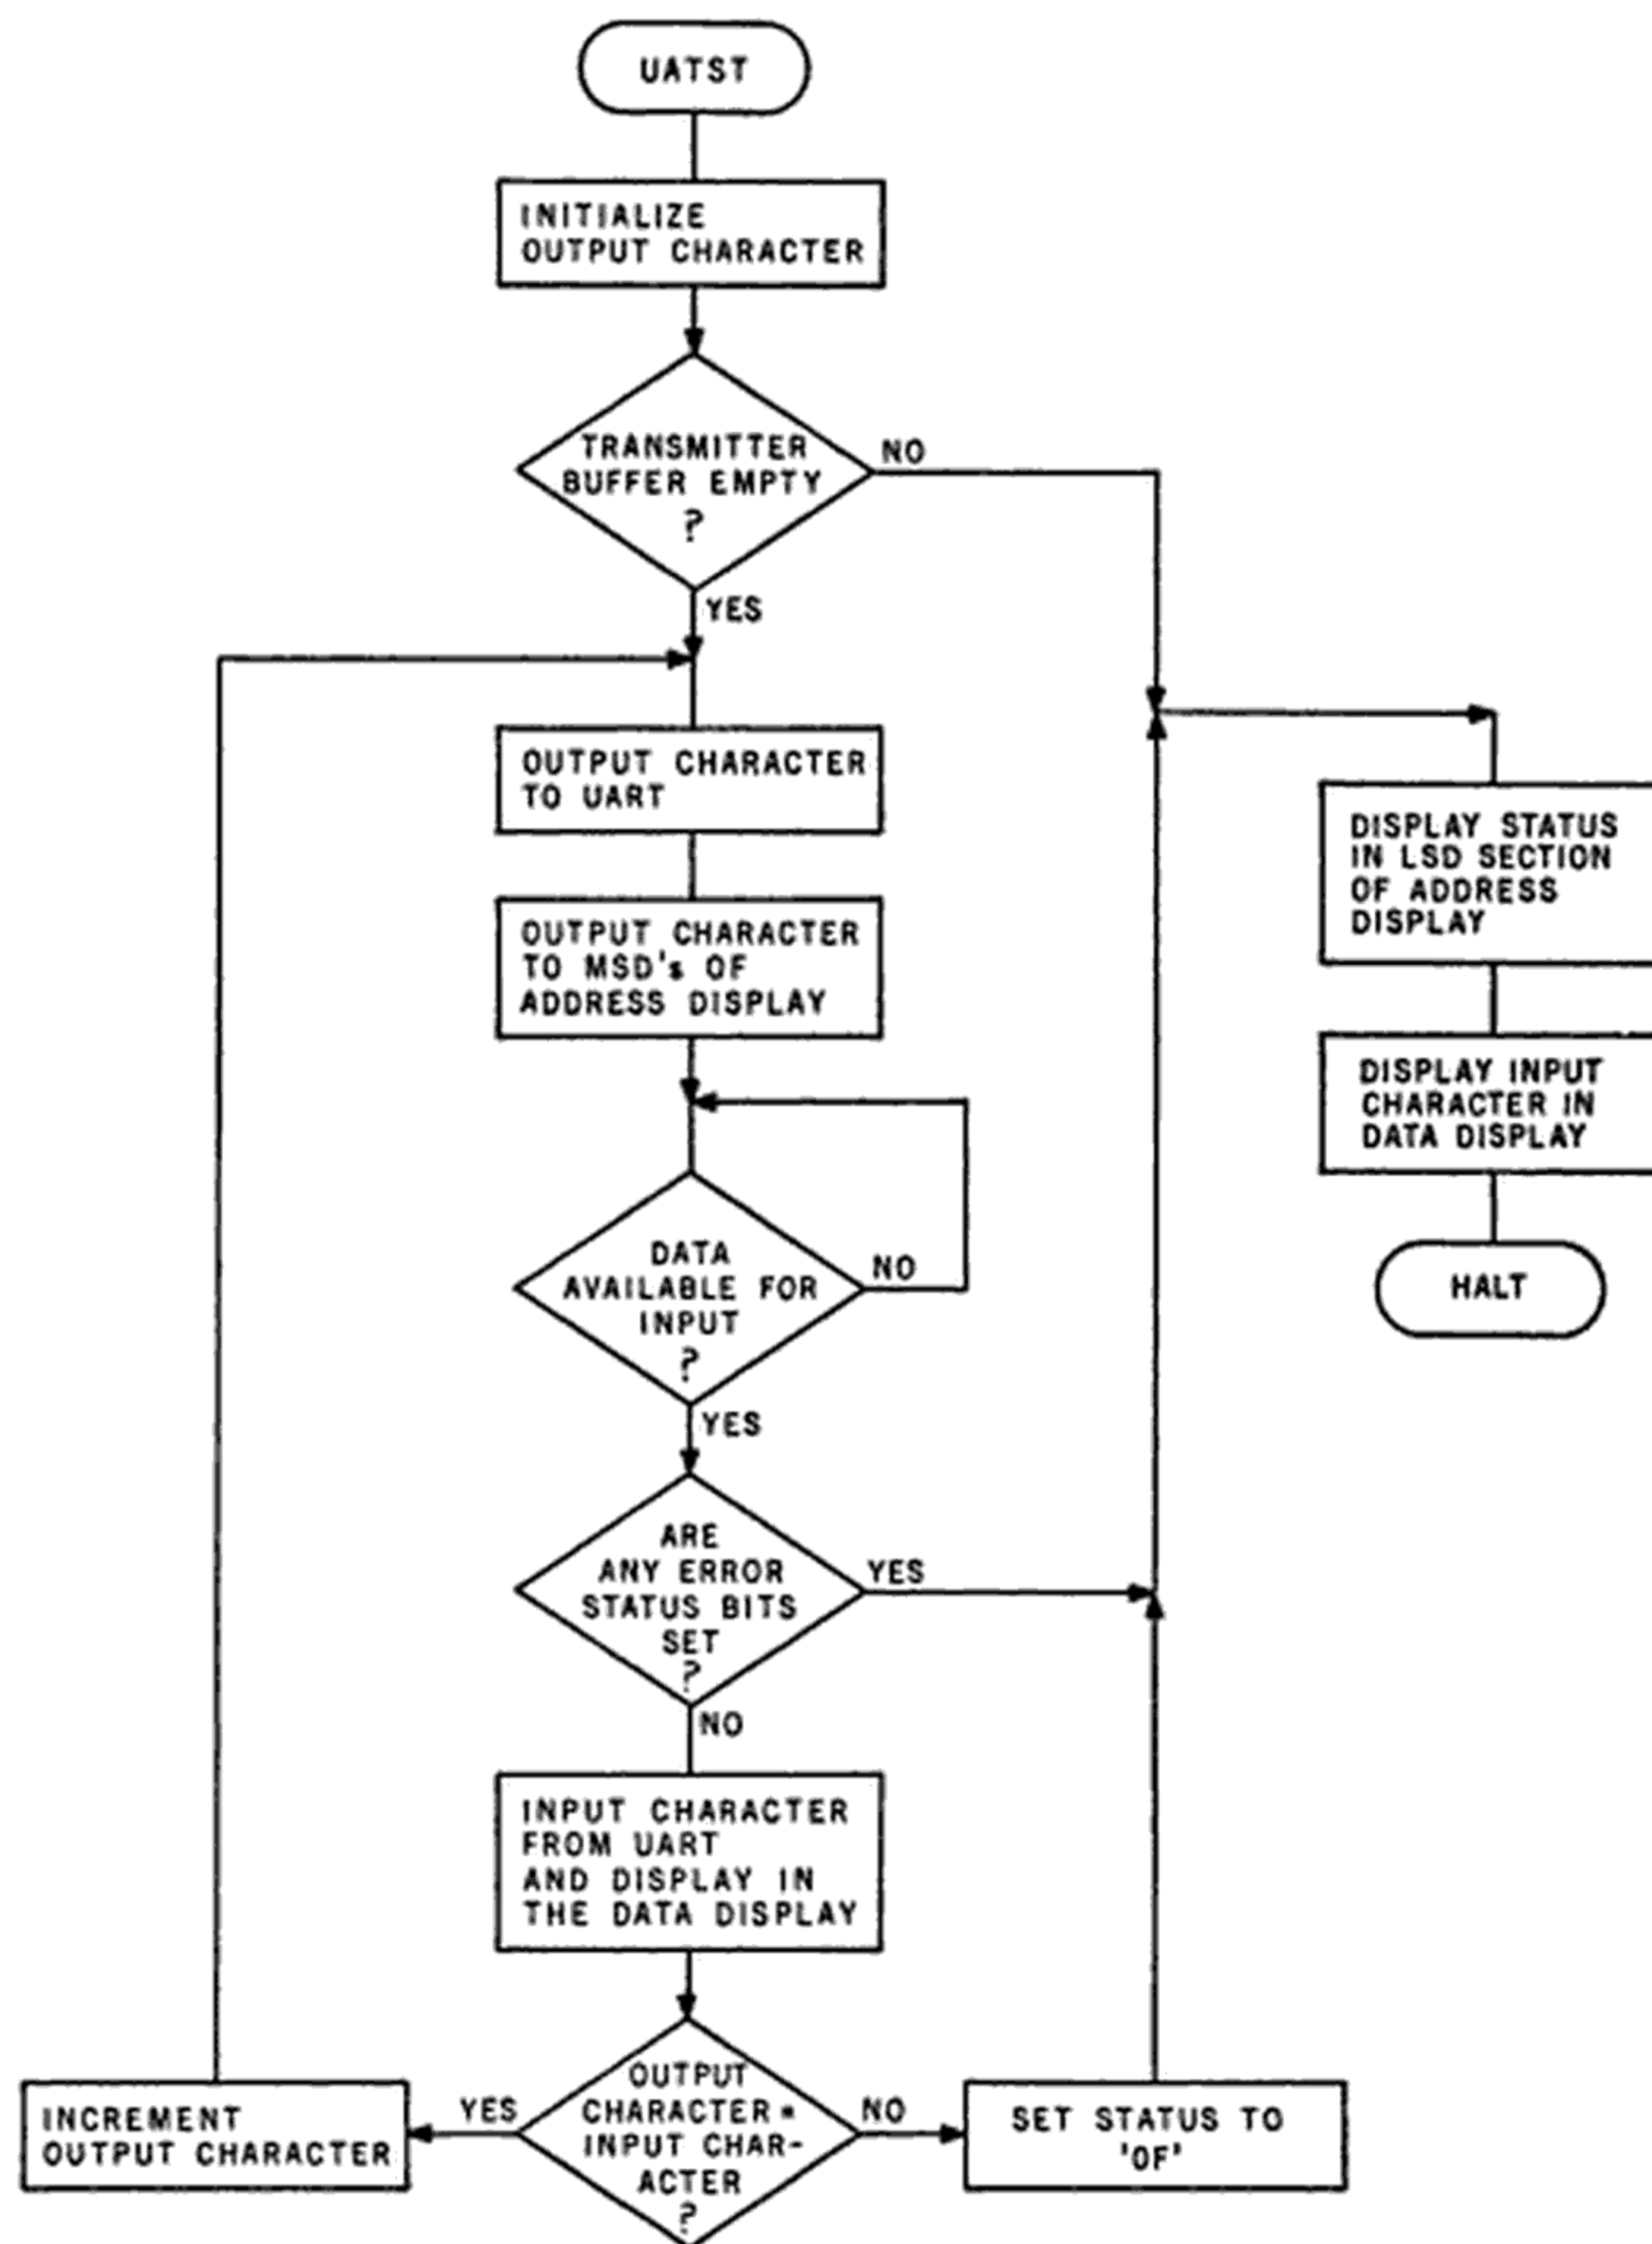 UATST
INITIALIZE
OUTPUT CHARACTER
TRANSMITTER
BUFFER EMPTY
?
NO
YES
OUTPUT CHARACTER
TO UART
OUTPUT CHARACTER
TO MSD's OF
ADDRESS DISPLAY
DISPLAY STATUS
IN LSD SECTION
OF ADDRESS
DISPLAY
DISPLAY INPUT
CHARACTER IN
DATA DISPLAY
HALT
DATA
AVAILABLE FOR
INPUT
?
NO
YES
ARE
ANY ERROR
STATUS BITS
SET
?
YES
NO
INPUT CHARACTER
FROM UART
AND DISPLAY IN
THE DATA DISPLAY
OUTPUT
CHARACTER =
INPUT CHAR-
ACTER
?
YES
NO
INCREMENT
OUTPUT CHARACTER
SET STATUS TO
'OF'